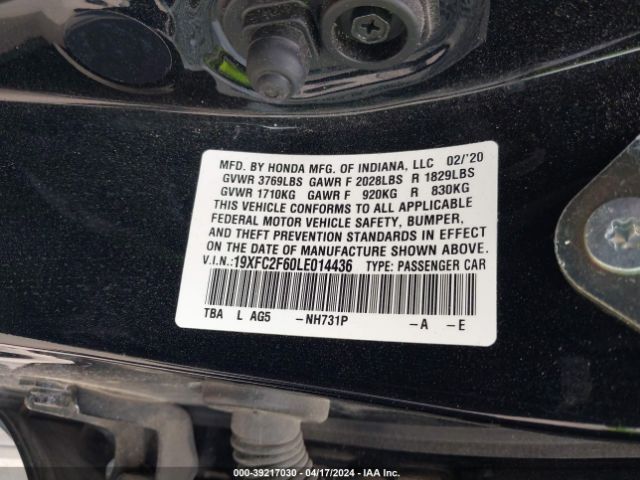 MFD. BY HONDA MFG. OF INDIANA, LLC 02/'20
GVWR 3769LBS GAWR F 2028LBS R 1829LBS
GVWR 1710KG GAWR F 920KG R 830KG
THIS VEHICLE CONFORMS TO ALL APPLICABLE
FEDERAL MOTOR VEHICLE SAFETY, BUMPER,
AND THEFT PREVENTION STANDARDS IN EFFECT
ON THE DATE OF MANUFACTURE SHOWN ABOVE.
V.I.N.:19XFC2F60LE014436 TYPE: PASSENGER CAR
TBA L AG5 -NH731P -A -E
000-39217030 - 04/17/2024 - IAA Inc.